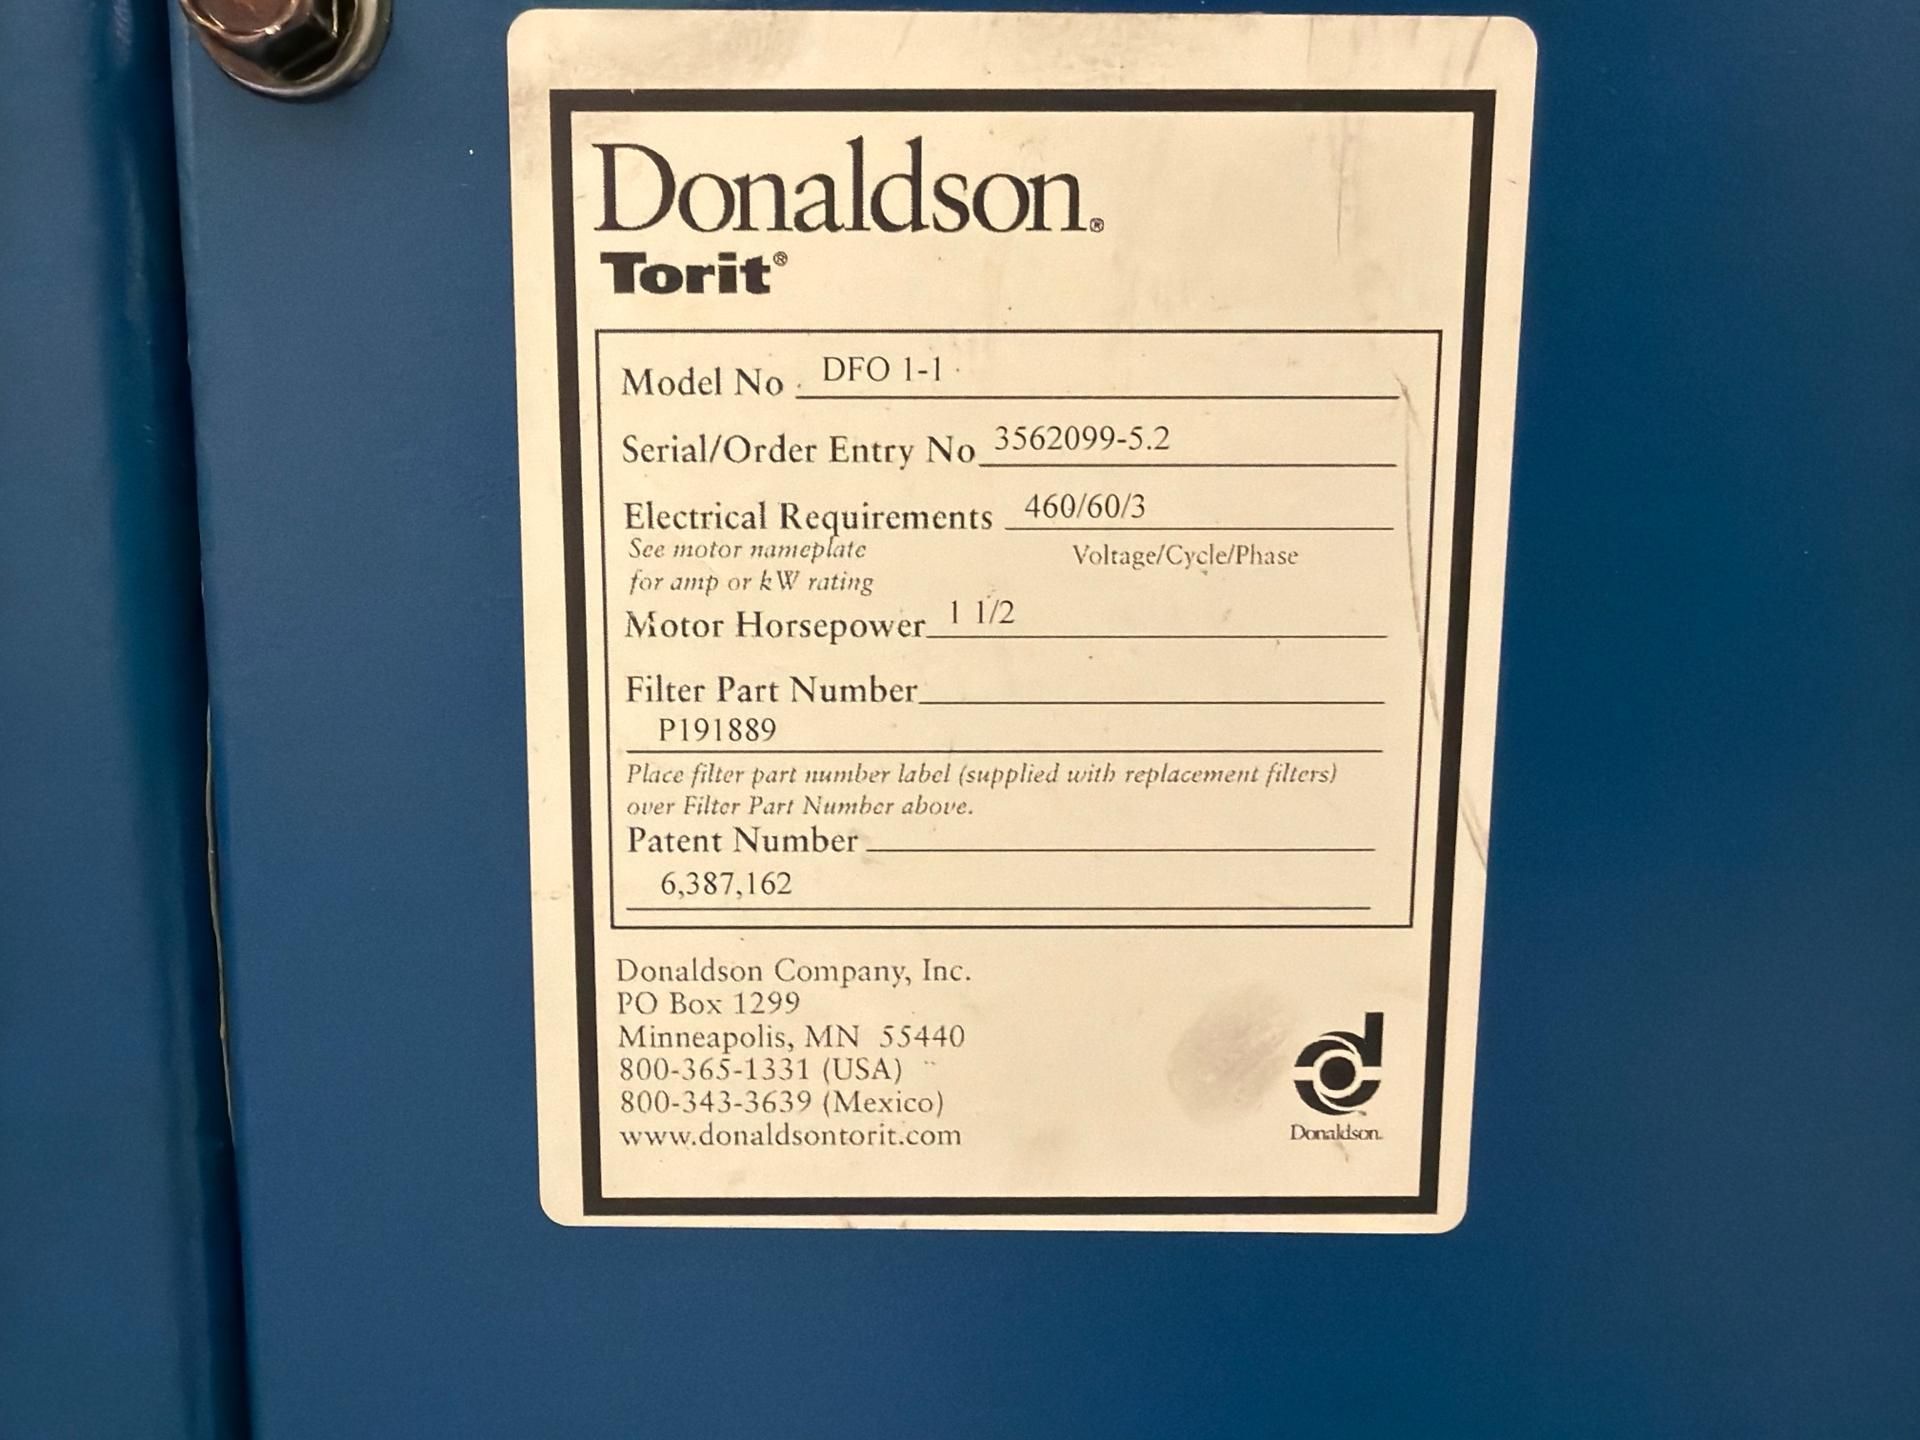 Donaldson®
Torit®
Model No. DFO 1-1
Serial/Order Entry No 3562099-5.2
Electrical Requirements 460/60/3
See motor nameplate Voltage/Cycle/Phase
for amp or kW rating
Motor Horsepower 1 1/2
Filter Part Number
P191889
Place filter part number label (supplied with replacement filters)
over Filter Part Number above.
Patent Number
6,387,162
Donaldson Company, Inc.
PO Box 1299
Minneapolis, MN 55440
800-365-1331 (USA)
800-343-3639 (Mexico)
www.donaldsontorit.com
Donaldson.